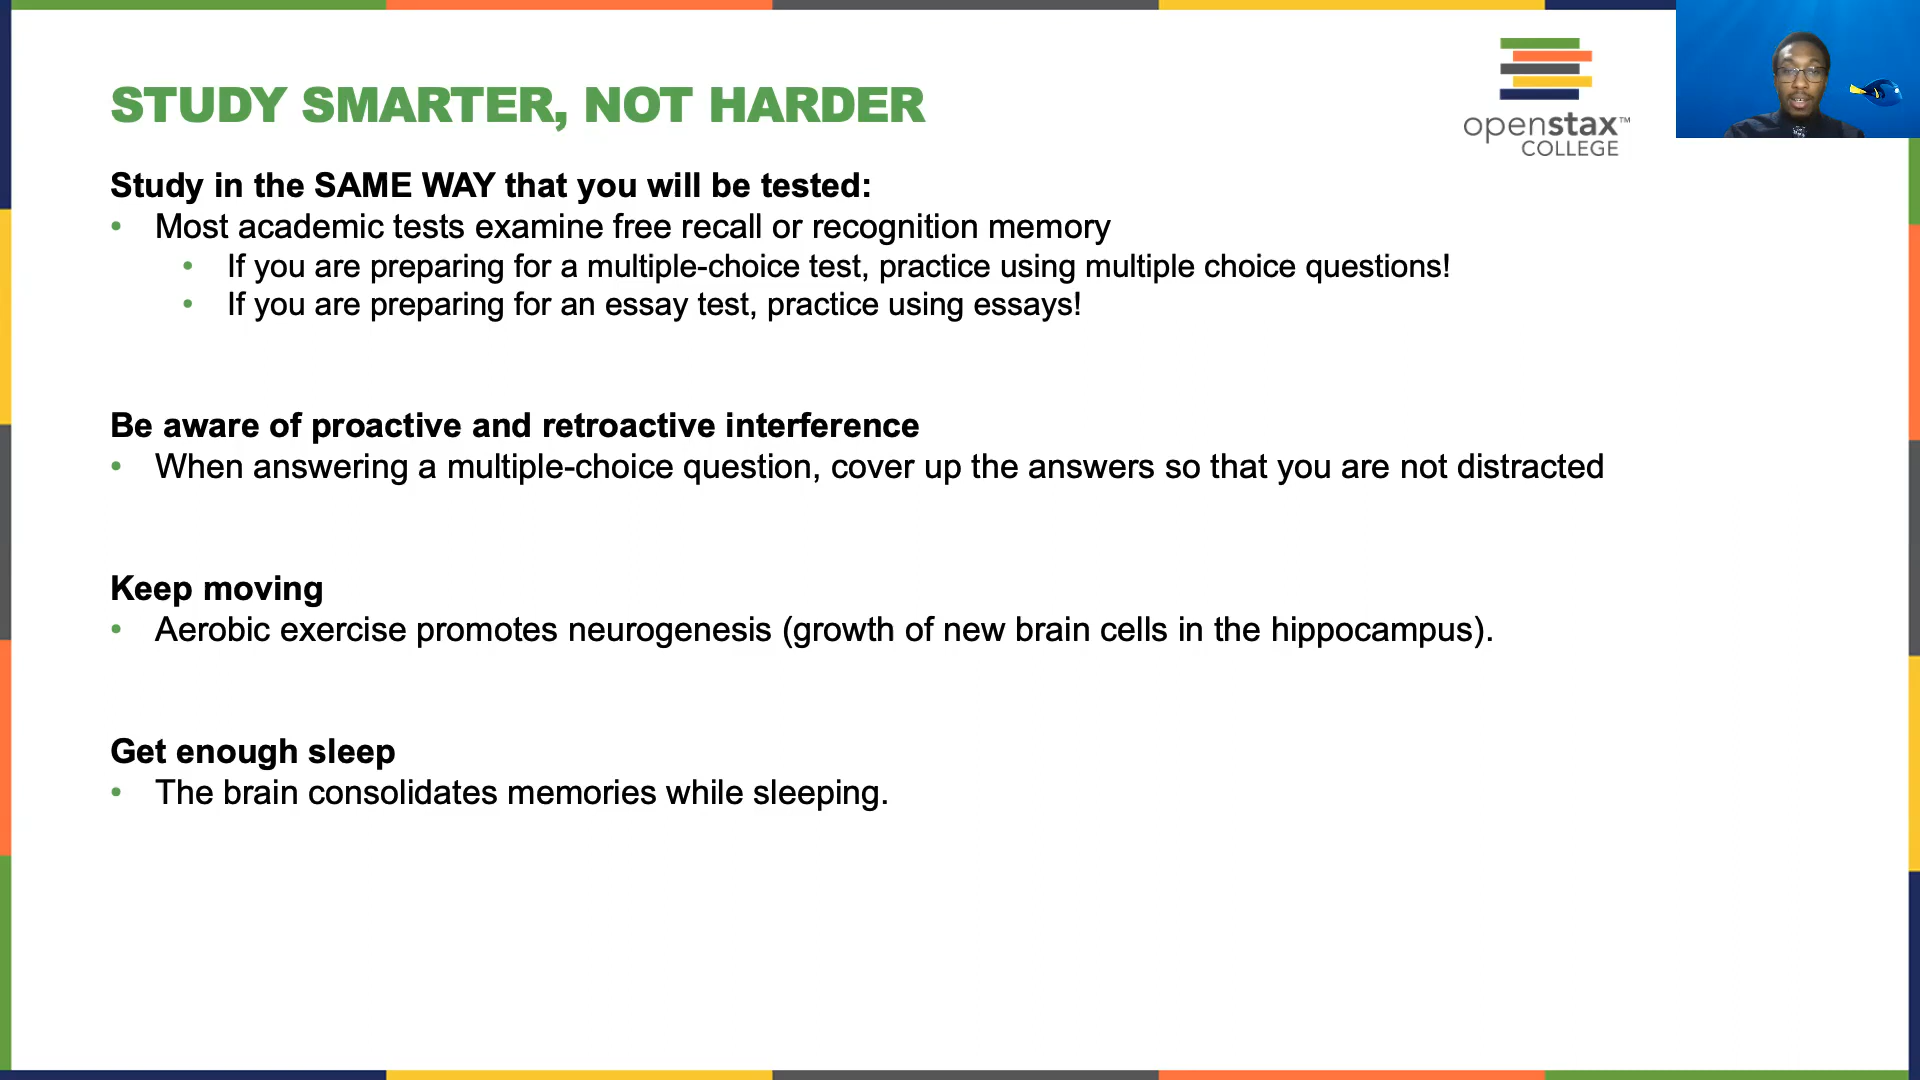 STUDY SMARTER, NOT HARDER
openstax™
COLLEGE
Study in the SAME WAY that you will be tested:
• Most academic tests examine free recall or recognition memory
• If you are preparing for a multiple-choice test, practice using multiple choice questions!
• If you are preparing for an essay test, practice using essays!
Be aware of proactive and retroactive interference
• When answering a multiple-choice question, cover up the answers so that you are not distracted
Keep moving
• Aerobic exercise promotes neurogenesis (growth of new brain cells in the hippocampus).
Get enough sleep
• The brain consolidates memories while sleeping.